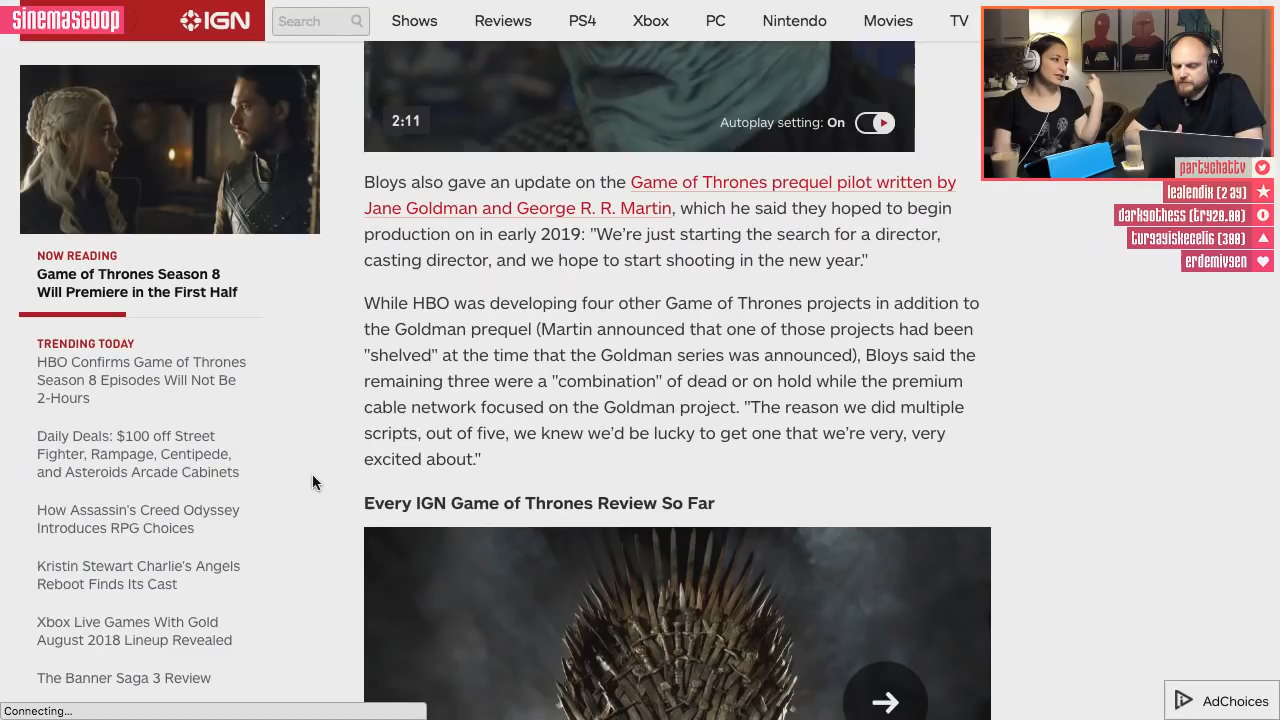 sinemascoop
IGN
Search
Shows
Reviews
PS4
Xbox
PC
Nintendo
Movies
TV
2:11
Autoplay setting: On
NOW READING
Game of Thrones Season 8
Will Premiere in the First Half
TRENDING TODAY
HBO Confirms Game of Thrones
Season 8 Episodes Will Not Be
2-Hours
Daily Deals: $100 off Street
Fighter, Rampage, Centipede,
and Asteroids Arcade Cabinets
How Assassin's Creed Odyssey
Introduces RPG Choices
Kristen Stewart Charlie's Angels
Reboot Finds Its Cast
Xbox Live Games With Gold
August 2018 Lineup Revealed
The Banner Saga 3 Review
Connecting...
Bloys also gave an update on the Game of Thrones prequel pilot written by
Jane Goldman and George R. R. Martin, which he said they hoped to begin
production on in early 2019: "We're just starting the search for a director,
casting director, and we hope to start shooting in the new year."
While HBO was developing four other Game of Thrones projects in addition to
the Goldman prequel (Martin announced that one of those projects had been
"shelved" at the time that the Goldman series was announced), Bloys said the
remaining three were a "combination" of dead or on hold while the premium
cable network focused on the Goldman project. "The reason we did multiple
scripts, out of five, we knew we'd be lucky to get one that we're very, very
excited about."
Every IGN Game of Thrones Review So Far
partychattv
lealendix (2 ay)
darkgothess (try20.00)
turgayiskecelig (300)
erdemivgen
AdChoices